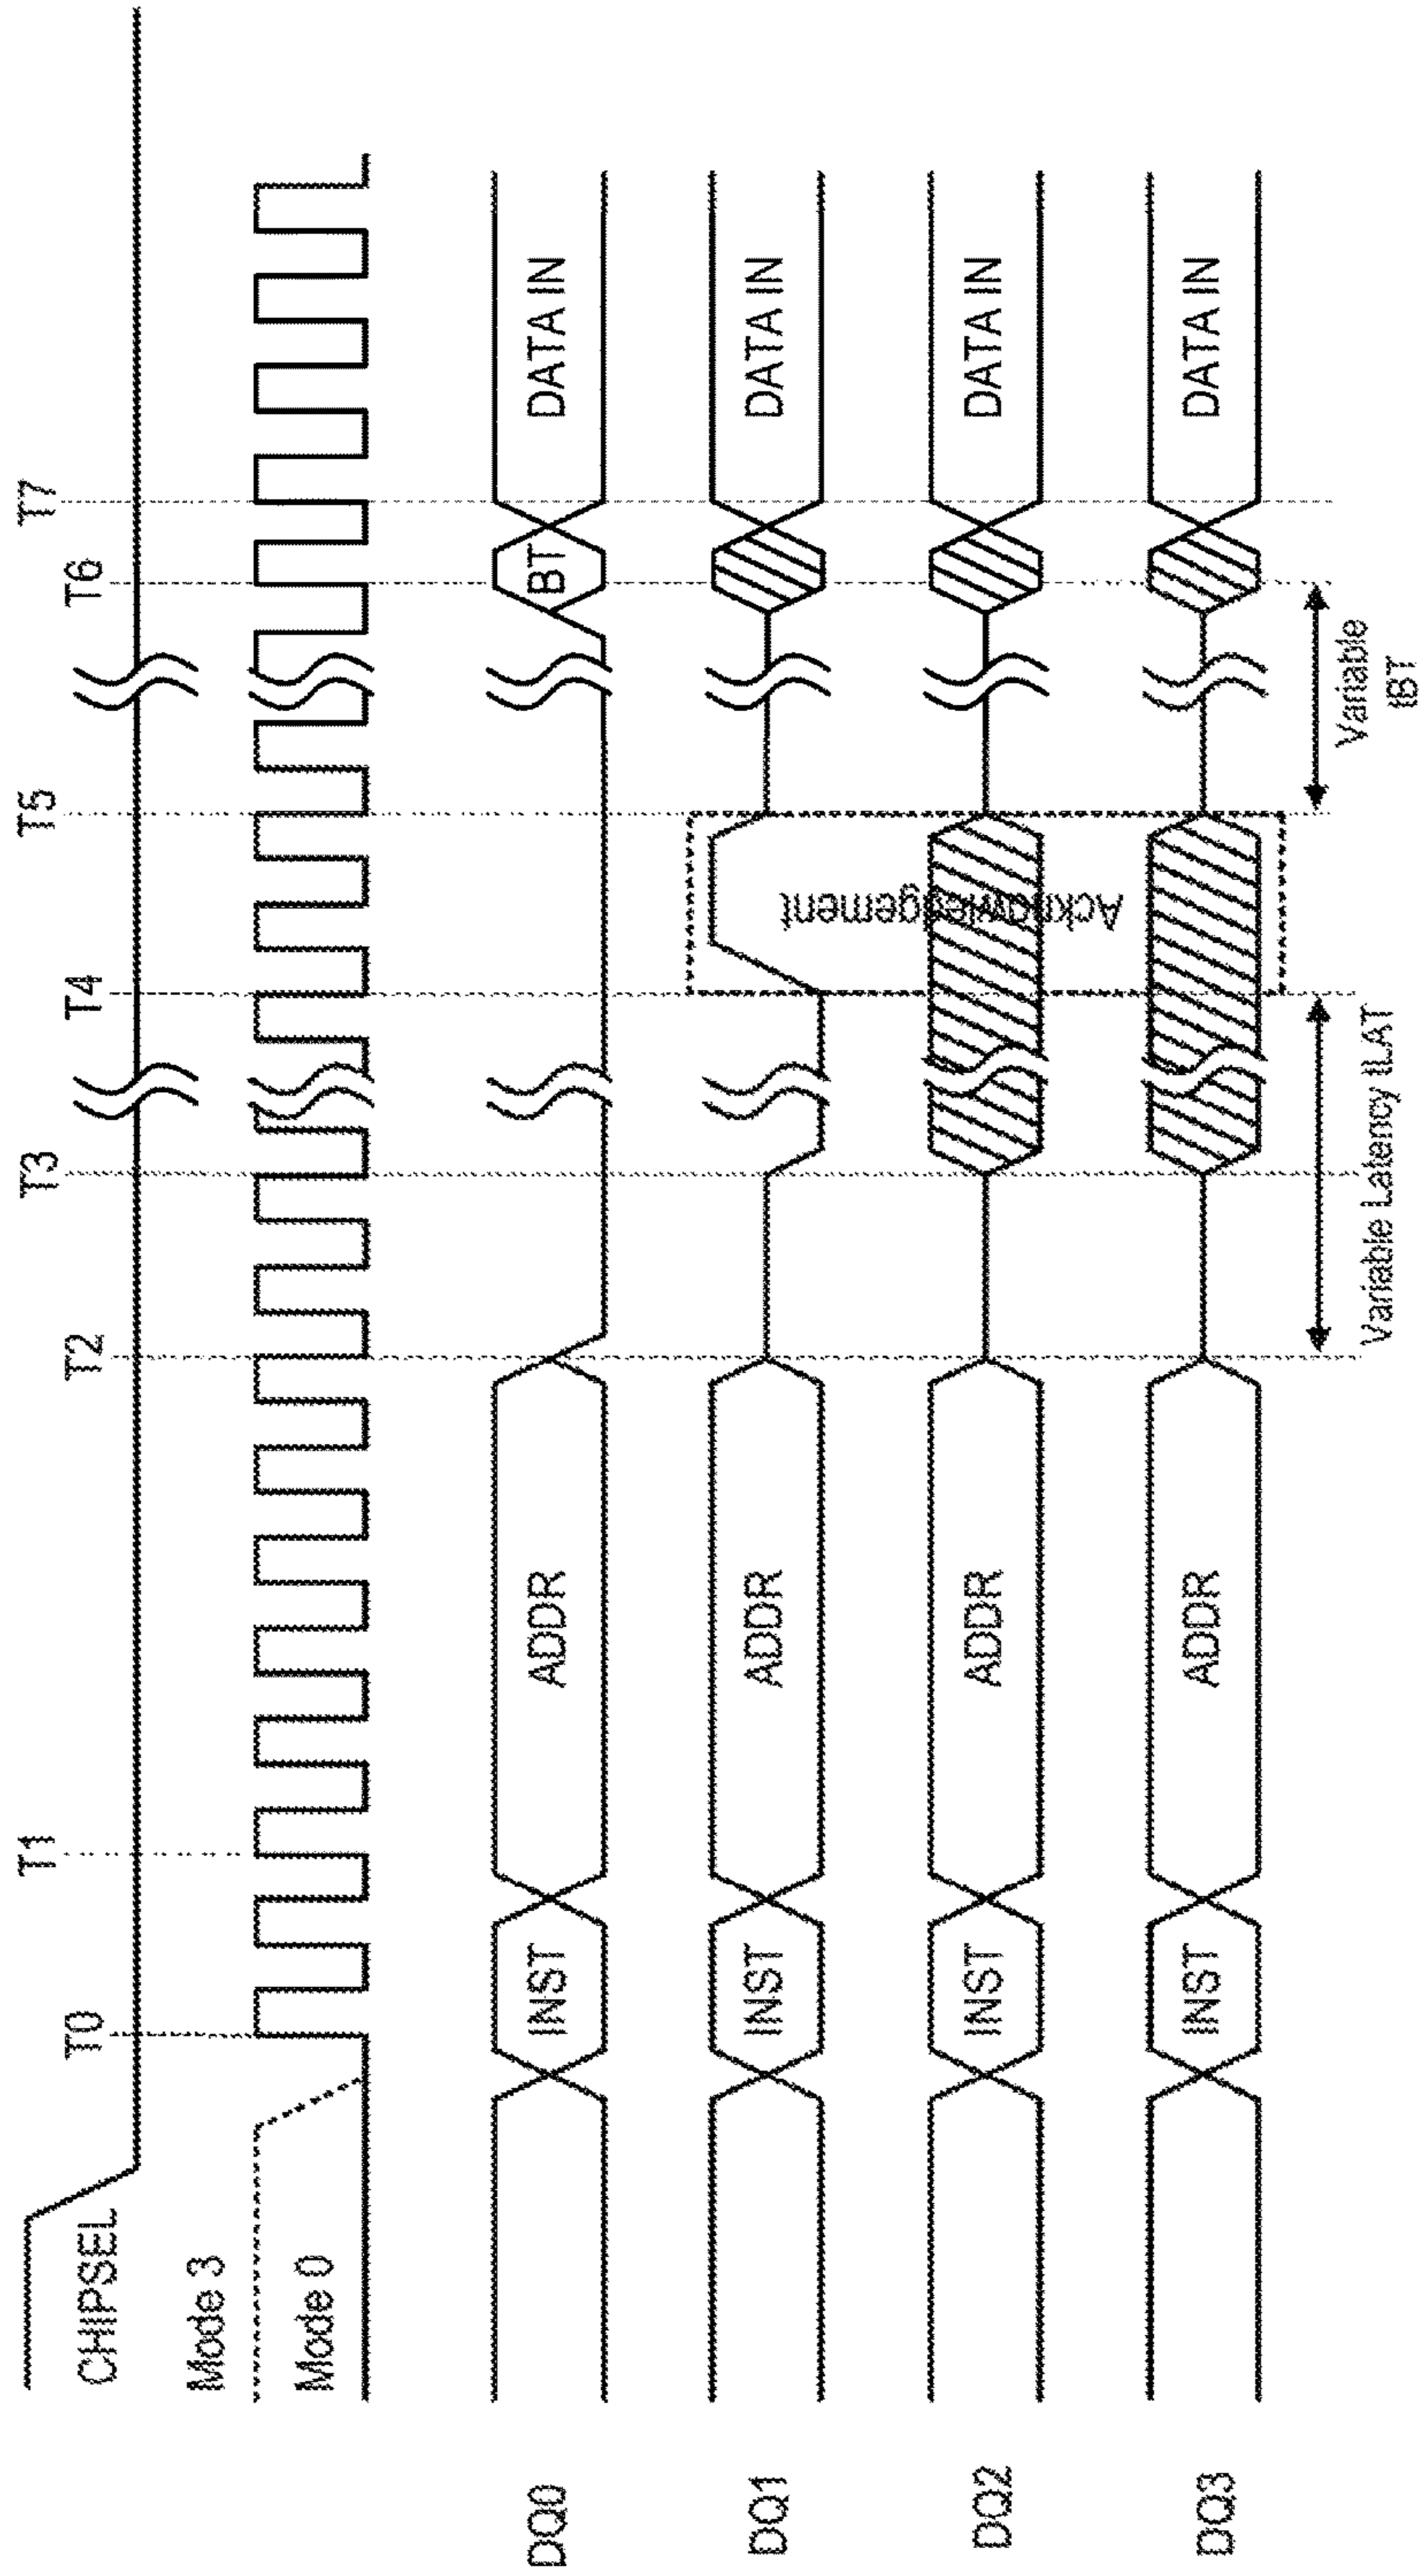 T0 T1 T2 T3 T4 T5 T6 T7
CHIPSEL
Mode 3
Mode 0
DQ0 INST ADDR BT DATA IN
DQ1 INST ADDR DATA IN
Acknowledgement
DQ2 INST ADDR DATA IN
DQ3 INST ADDR DATA IN
Variable Latency tLAT
Variable
tBT